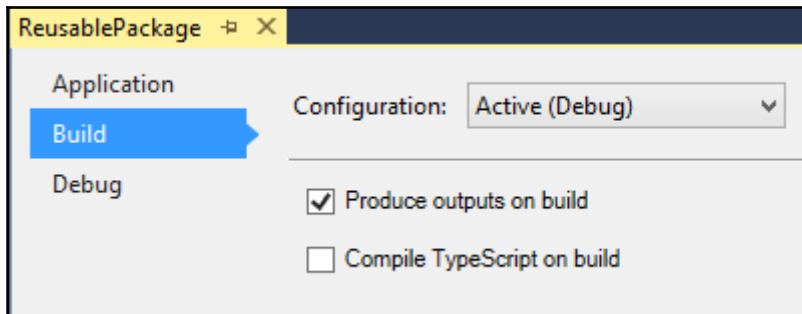 ReusablePackage
Application
Build
Debug
Configuration: Active (Debug)
Produce outputs on build
Compile TypeScript on build